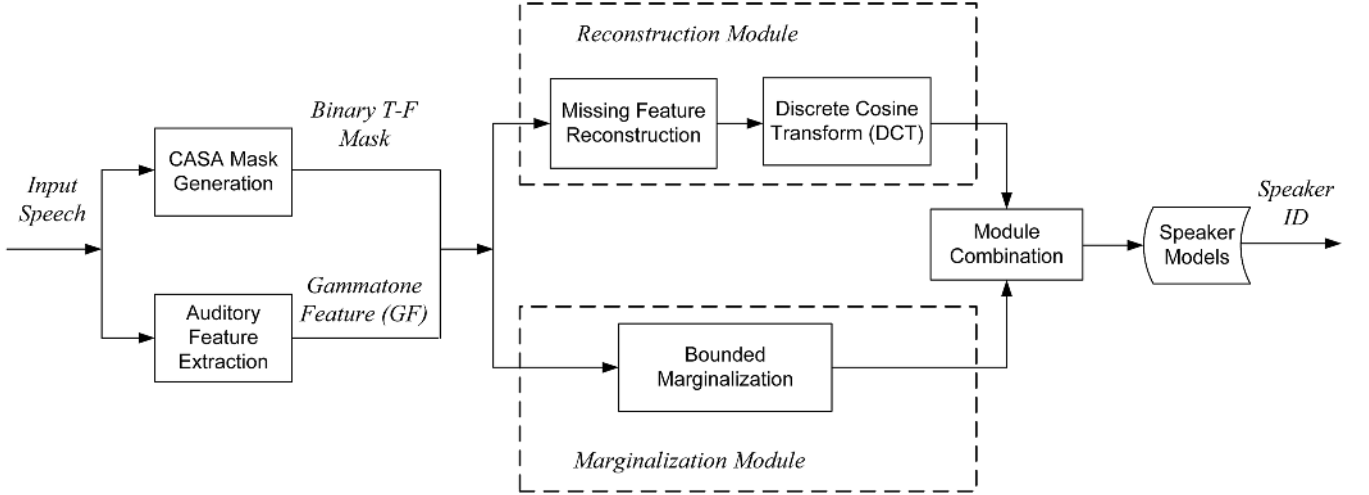 Reconstruction Module
Missing Feature
Reconstruction
Discrete Cosine
Transform (DCT)
Binary T-F
Mask
CASA Mask
Generation
Input
Speech
Gammatone
Feature (GF)
Auditory
Feature
Extraction
Module
Combination
Speaker
Models
Speaker
ID
Bounded
Marginalization
Marginalization Module